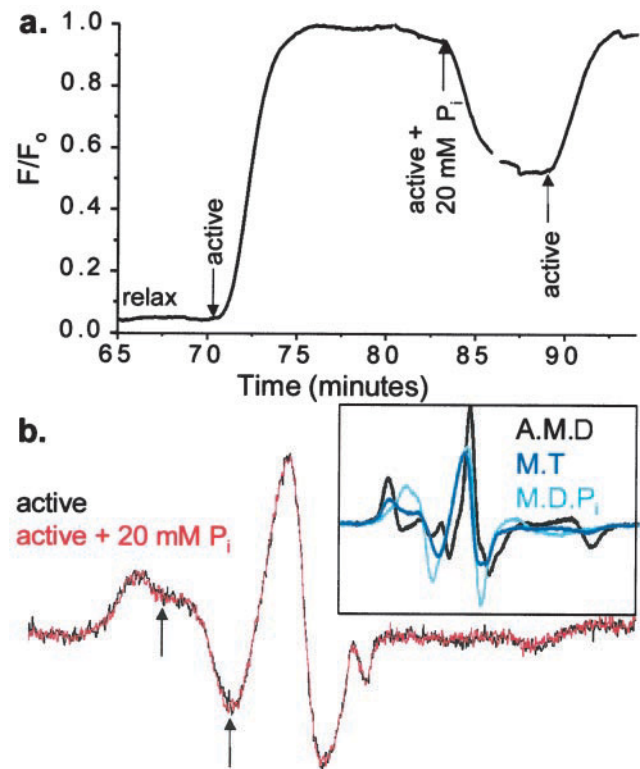 a.
1.0
0.8
0.6
0.4
0.2
0.0
F/Fo
relax
active
active +
20 mM Pi
active
65 70 75 80 85 90
Time (minutes)
b.
active
active + 20 mM Pi
A.M.D
M.T
M.D.Pi